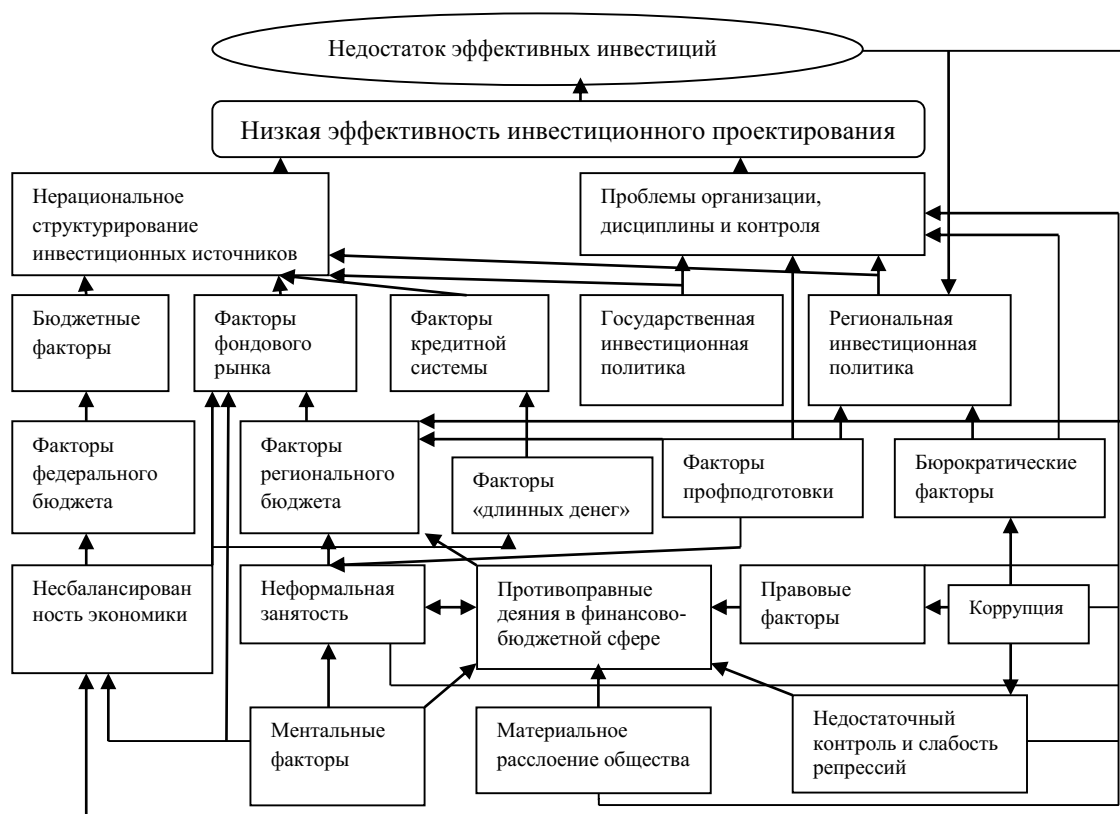 Недостаток эффективных инвестиций
Низкая эффективность инвестиционного проектирования
Нерациональное
структурирование
инвестиционных источников
Проблемы организации,
дисциплины и контроля
Бюджетные
факторы
Факторы
фондового
рынка
Факторы
кредитной
системы
Государственная
инвестиционная
политика
Региональная
инвестиционная
политика
Факторы
федерального
бюджета
Факторы
регионального
бюджета
Факторы
«длинных денег»
Факторы
профподготовки
Бюрократические
факторы
Несбалансирован
ность экономики
Неформальная
занятость
Противоправные
деяния в финансово-
бюджетной сфере
Правовые
факторы
Коррупция
Ментальные
факторы
Материальное
расслоение общества
Недостаточный
контроль и слабость
репрессий